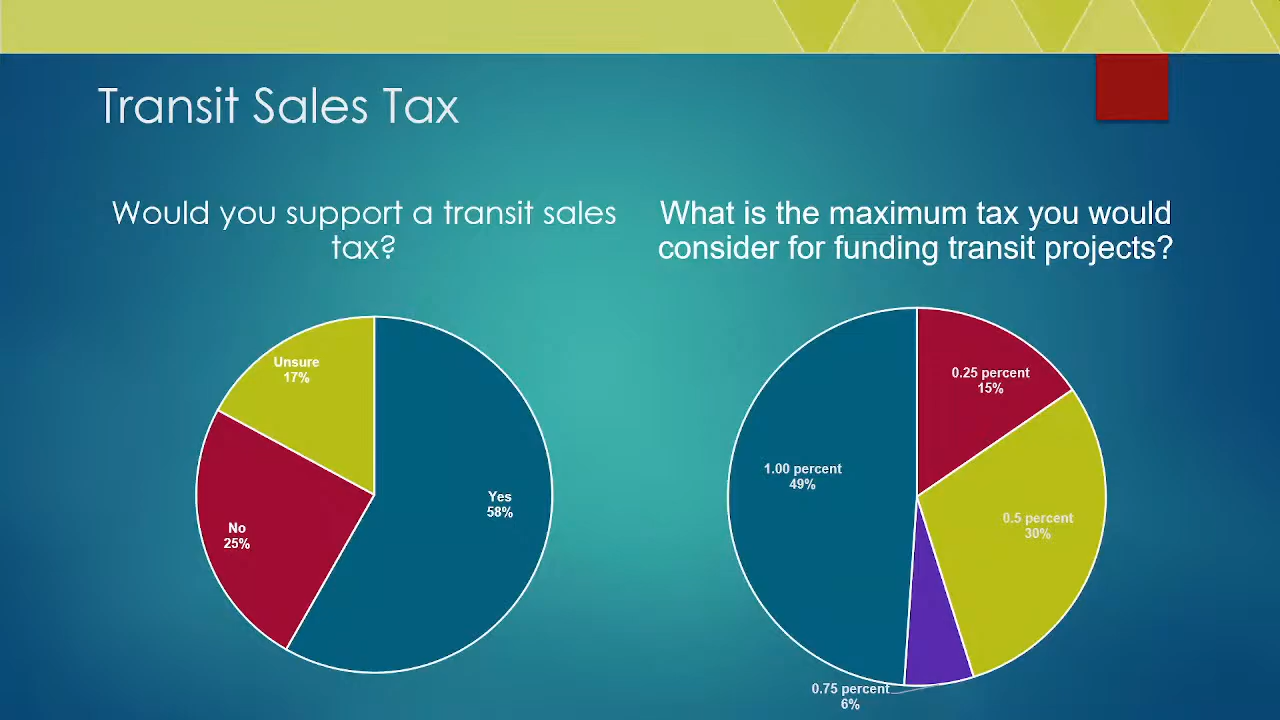 Transit Sales Tax
Would you support a transit sales
tax?
Unsure
17%
Yes
58%
No
25%
What is the maximum tax you would
consider for funding transit projects?
0.25 percent
15%
1.00 percent
49%
0.5 percent
30%
0.75 percent
6%